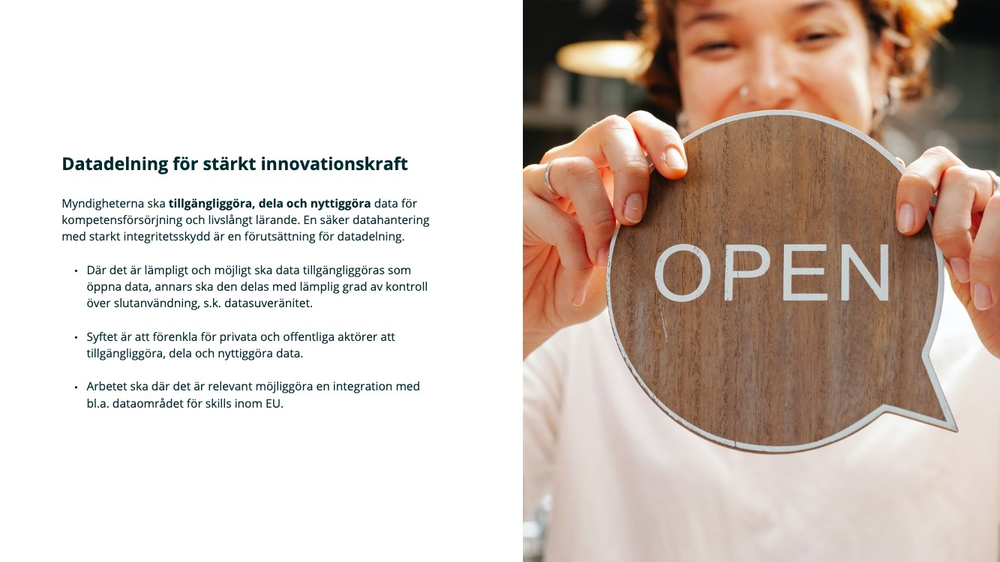 Datadelning för stärkt innovationskraft
Myndigheterna ska tillgängliggöra, dela och nyttiggöra data för
kompetensförsörjning och livslångt lärande. En säker datahantering
med starkt integritetsskydd är en förutsättning för datadelning.
• Där det är lämpligt och möjligt ska data tillgängliggöras som
öppna data, annars ska den delas med lämplig grad av kontroll
över slutanvändning, s.k. datasuveränitet.
• Syftet är att förenkla för privata och offentliga aktörer att
tillgängliggöra, dela och nyttiggöra data.
• Arbetet ska där det är relevant möjliggöra en integration med
bl.a. dataområdet för skills inom EU.
OPEN